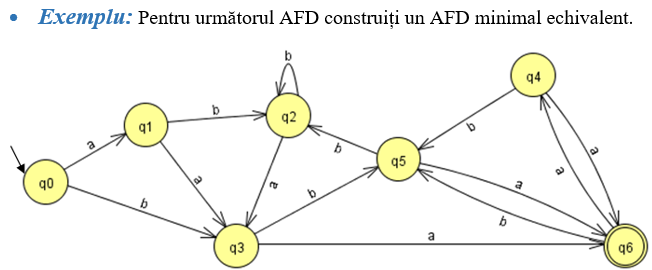 • Exemplu: Pentru următorul AFD construiți un AFD minimal echivalent.
b
q4
q1
b
q2
a
b
b
a
q5
a
a
q0
a
a
b
b
a
b
q3
a
q6